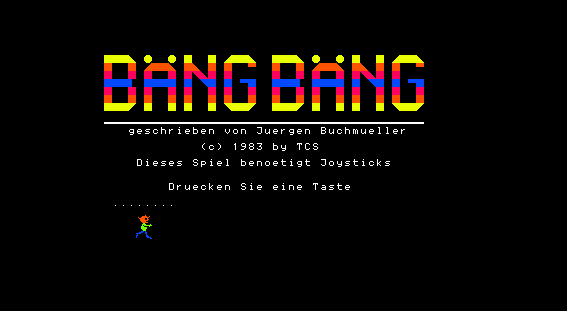 BÄNG BÄNG
geschrieben von Juergen Buchmueller
(c) 1983 by TCS
Dieses Spiel benoetigt Joysticks
Druecken Sie eine Taste
........